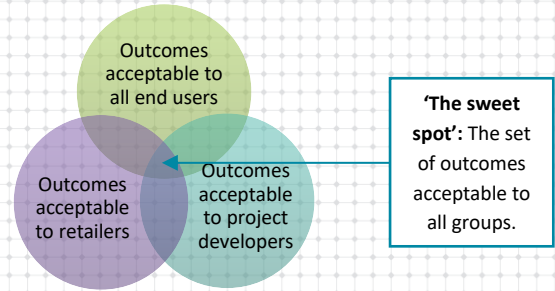 Outcomes
acceptable to
all end users
Outcomes
acceptable
to retailers
Outcomes
acceptable
to project
developers
‘The sweet
spot’: The set
of outcomes
acceptable to
all groups.